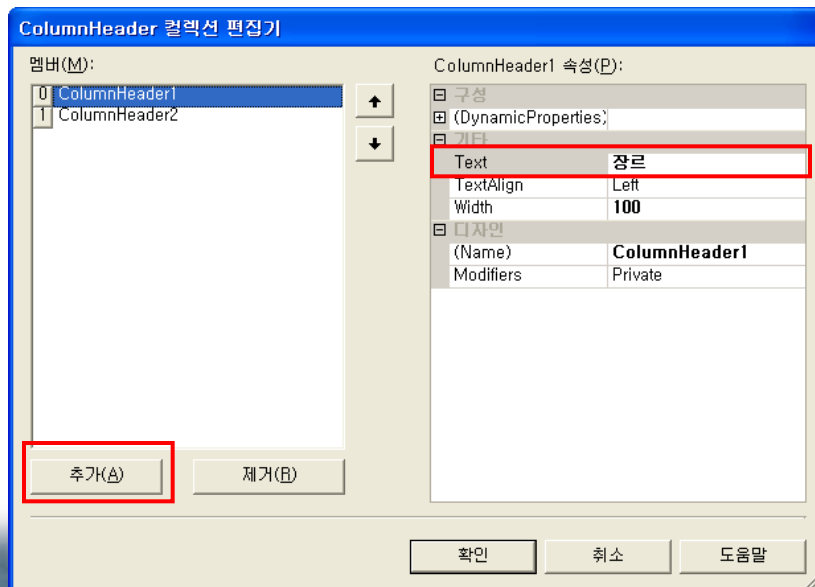 ColumnHeader 컬렉션 편집기
멤버(M):
0 ColumnHeader1
1 ColumnHeader2
추가(A)
제거(R)
ColumnHeader1 속성(P):
구성
(DynamicProperties)
기타
Text 장르
TextAlign Left
Width 100
디자인
(Name) ColumnHeader1
Modifiers Private
확인
취소
도움말